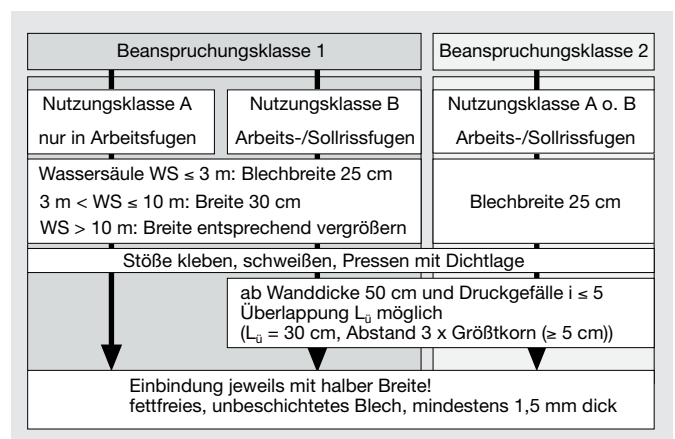 Beanspruchungsklasse 1
Beanspruchungsklasse 2
Nutzungsklasse A
nur in Arbeitsfugen
Nutzungsklasse B
Arbeits-/Sollrissfugen
Nutzungsklasse A o. B
Arbeits-/Sollrissfugen
Wassersäule WS ≤ 3 m: Blechbreite 25 cm
3 m < WS ≤ 10 m: Breite 30 cm
WS > 10 m: Breite entsprechend vergrößern
Blechbreite 25 cm
Stöße kleben, schweißen, Pressen mit Dichtlage
ab Wanddicke 50 cm und Druckgefälle i ≤ 5
Überlappung Lü möglich
(Lü = 30 cm, Abstand 3 x Größtkorn (≥ 5 cm))
Einbindung jeweils mit halber Breite!
fettfreies, unbeschichtetes Blech, mindestens 1,5 mm dick